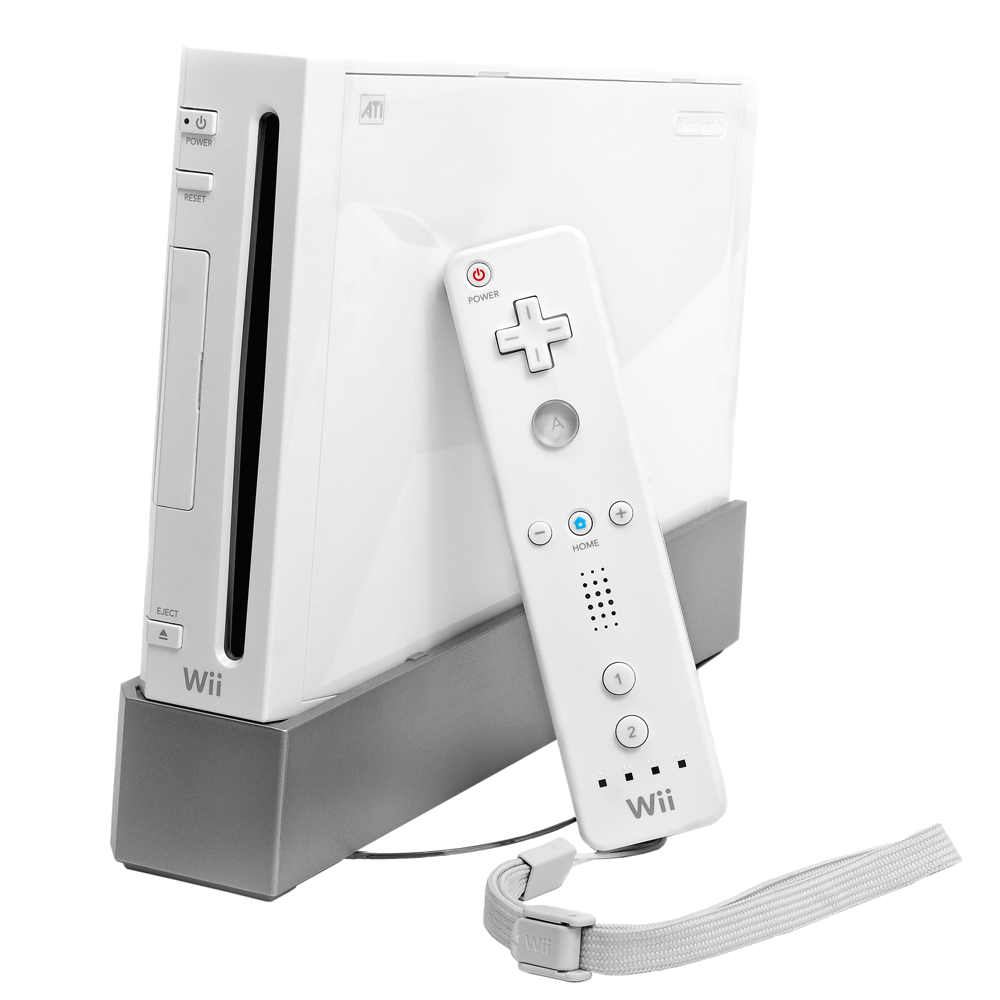 POWER
RESET
EJECT
Wii
ATi
Nintendo
POWER
A
HOME
1
2
Wii
Wii